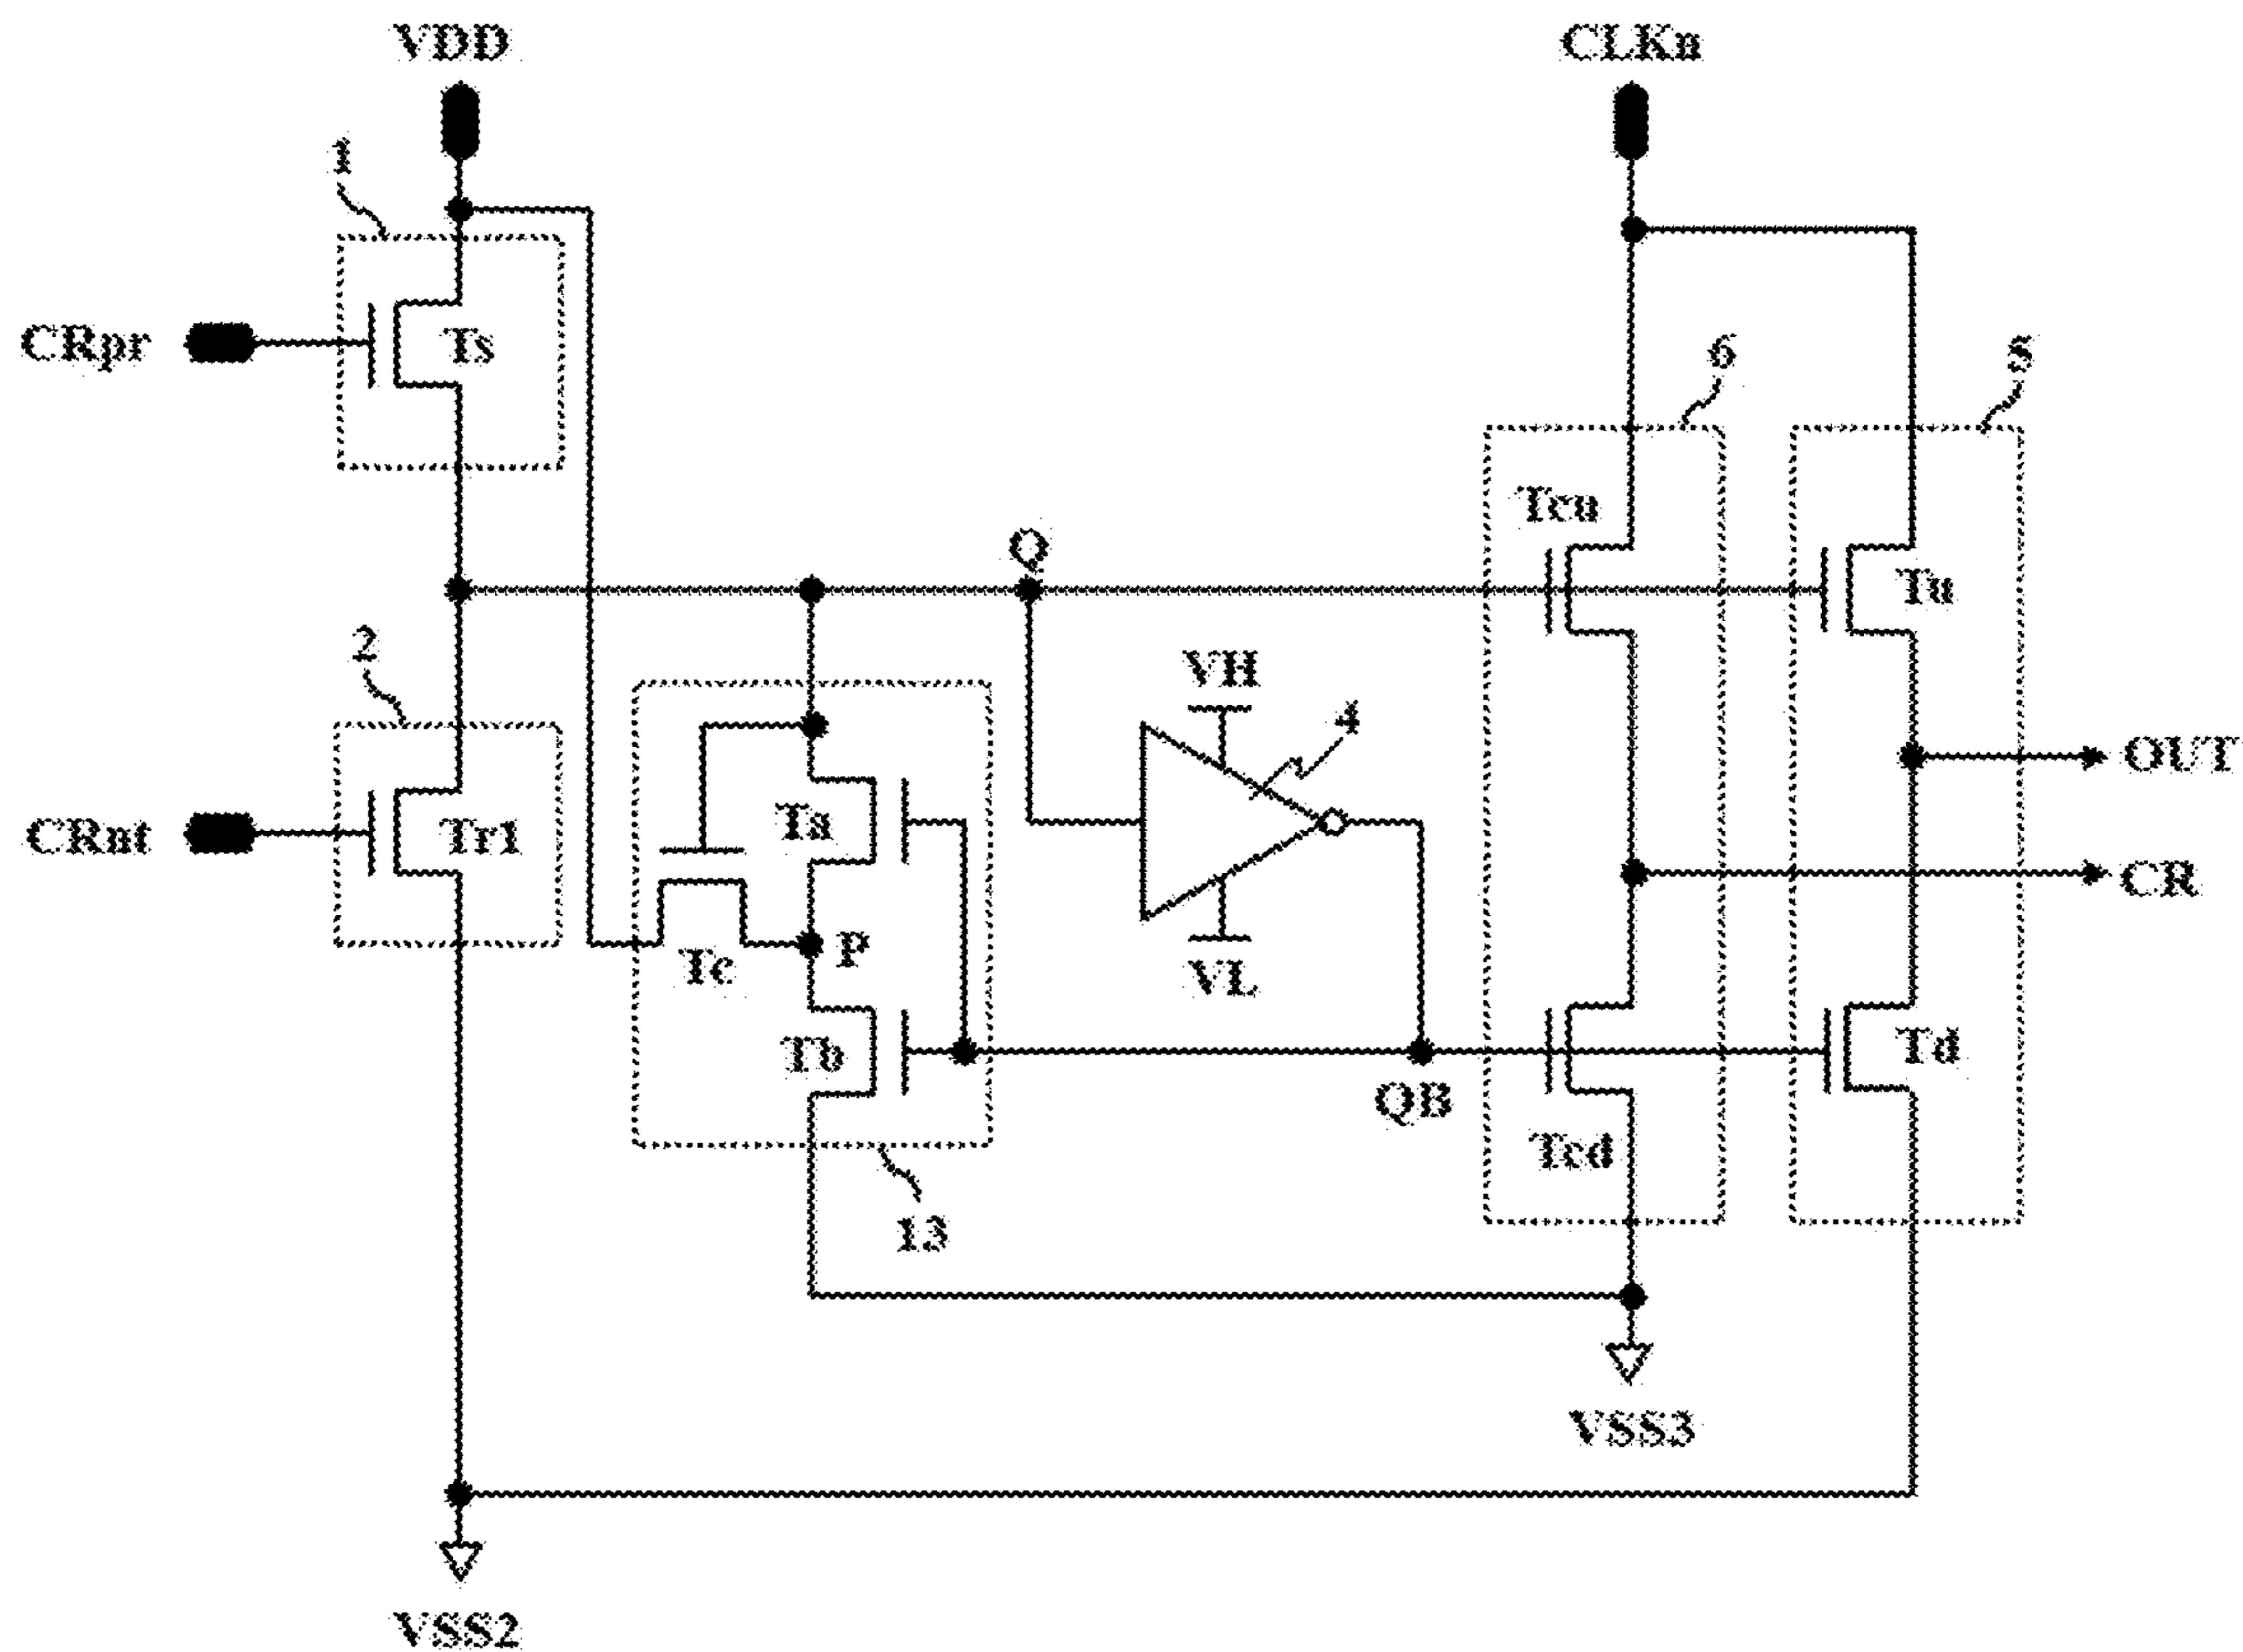 VDD
CLKn
1
CRpr
Ts
6
5
Tcu
Q
Tu
2
VH
4
OUT
CRnt
Tr1
Ta
CR
P
Tc
VL
Tb
QB
Td
Tcd
13
VSS3
VSS2